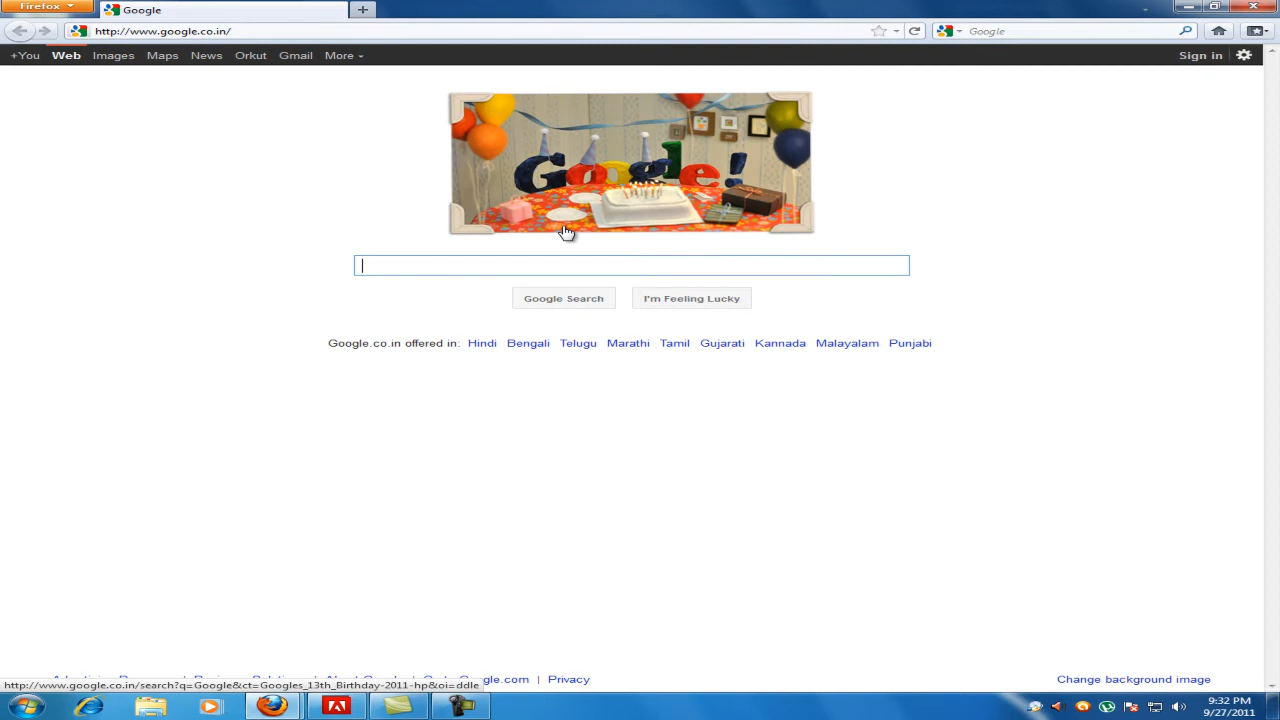 Firefox
Google
http://www.google.co.in/
Google
+You Web Images Maps News Orkut Gmail More
Sign in
Google!
Google Search
I'm Feeling Lucky
Google.co.in offered in: Hindi Bengali Telugu Marathi Tamil Gujarati Kannada Malayalam Punjabi
Google.com | Privacy
Change background image
http://www.google.co.in/search?q=Google&ct=Googles_13th_Birthday-2011-hp&oi=ddle
9:32 PM
9/27/2011